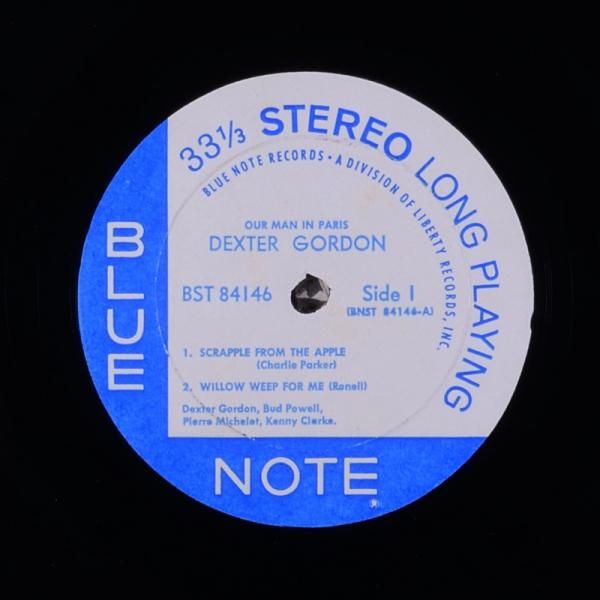 33⅓ STEREO LONG PLAYING
BLUE NOTE RECORDS • A DIVISION OF LIBERTY RECORDS, INC.
OUR MAN IN PARIS
DEXTER GORDON
BST 84146
Side 1
(BNST 84146-A)
1. SCRAPPLE FROM THE APPLE
(Charlie Parker)
2. WILLOW WEEP FOR ME (Ronell)
Dexter Gordon, Bud Powell,
Pierre Michelot, Kenny Clarke.
BLUE
NOTE
®